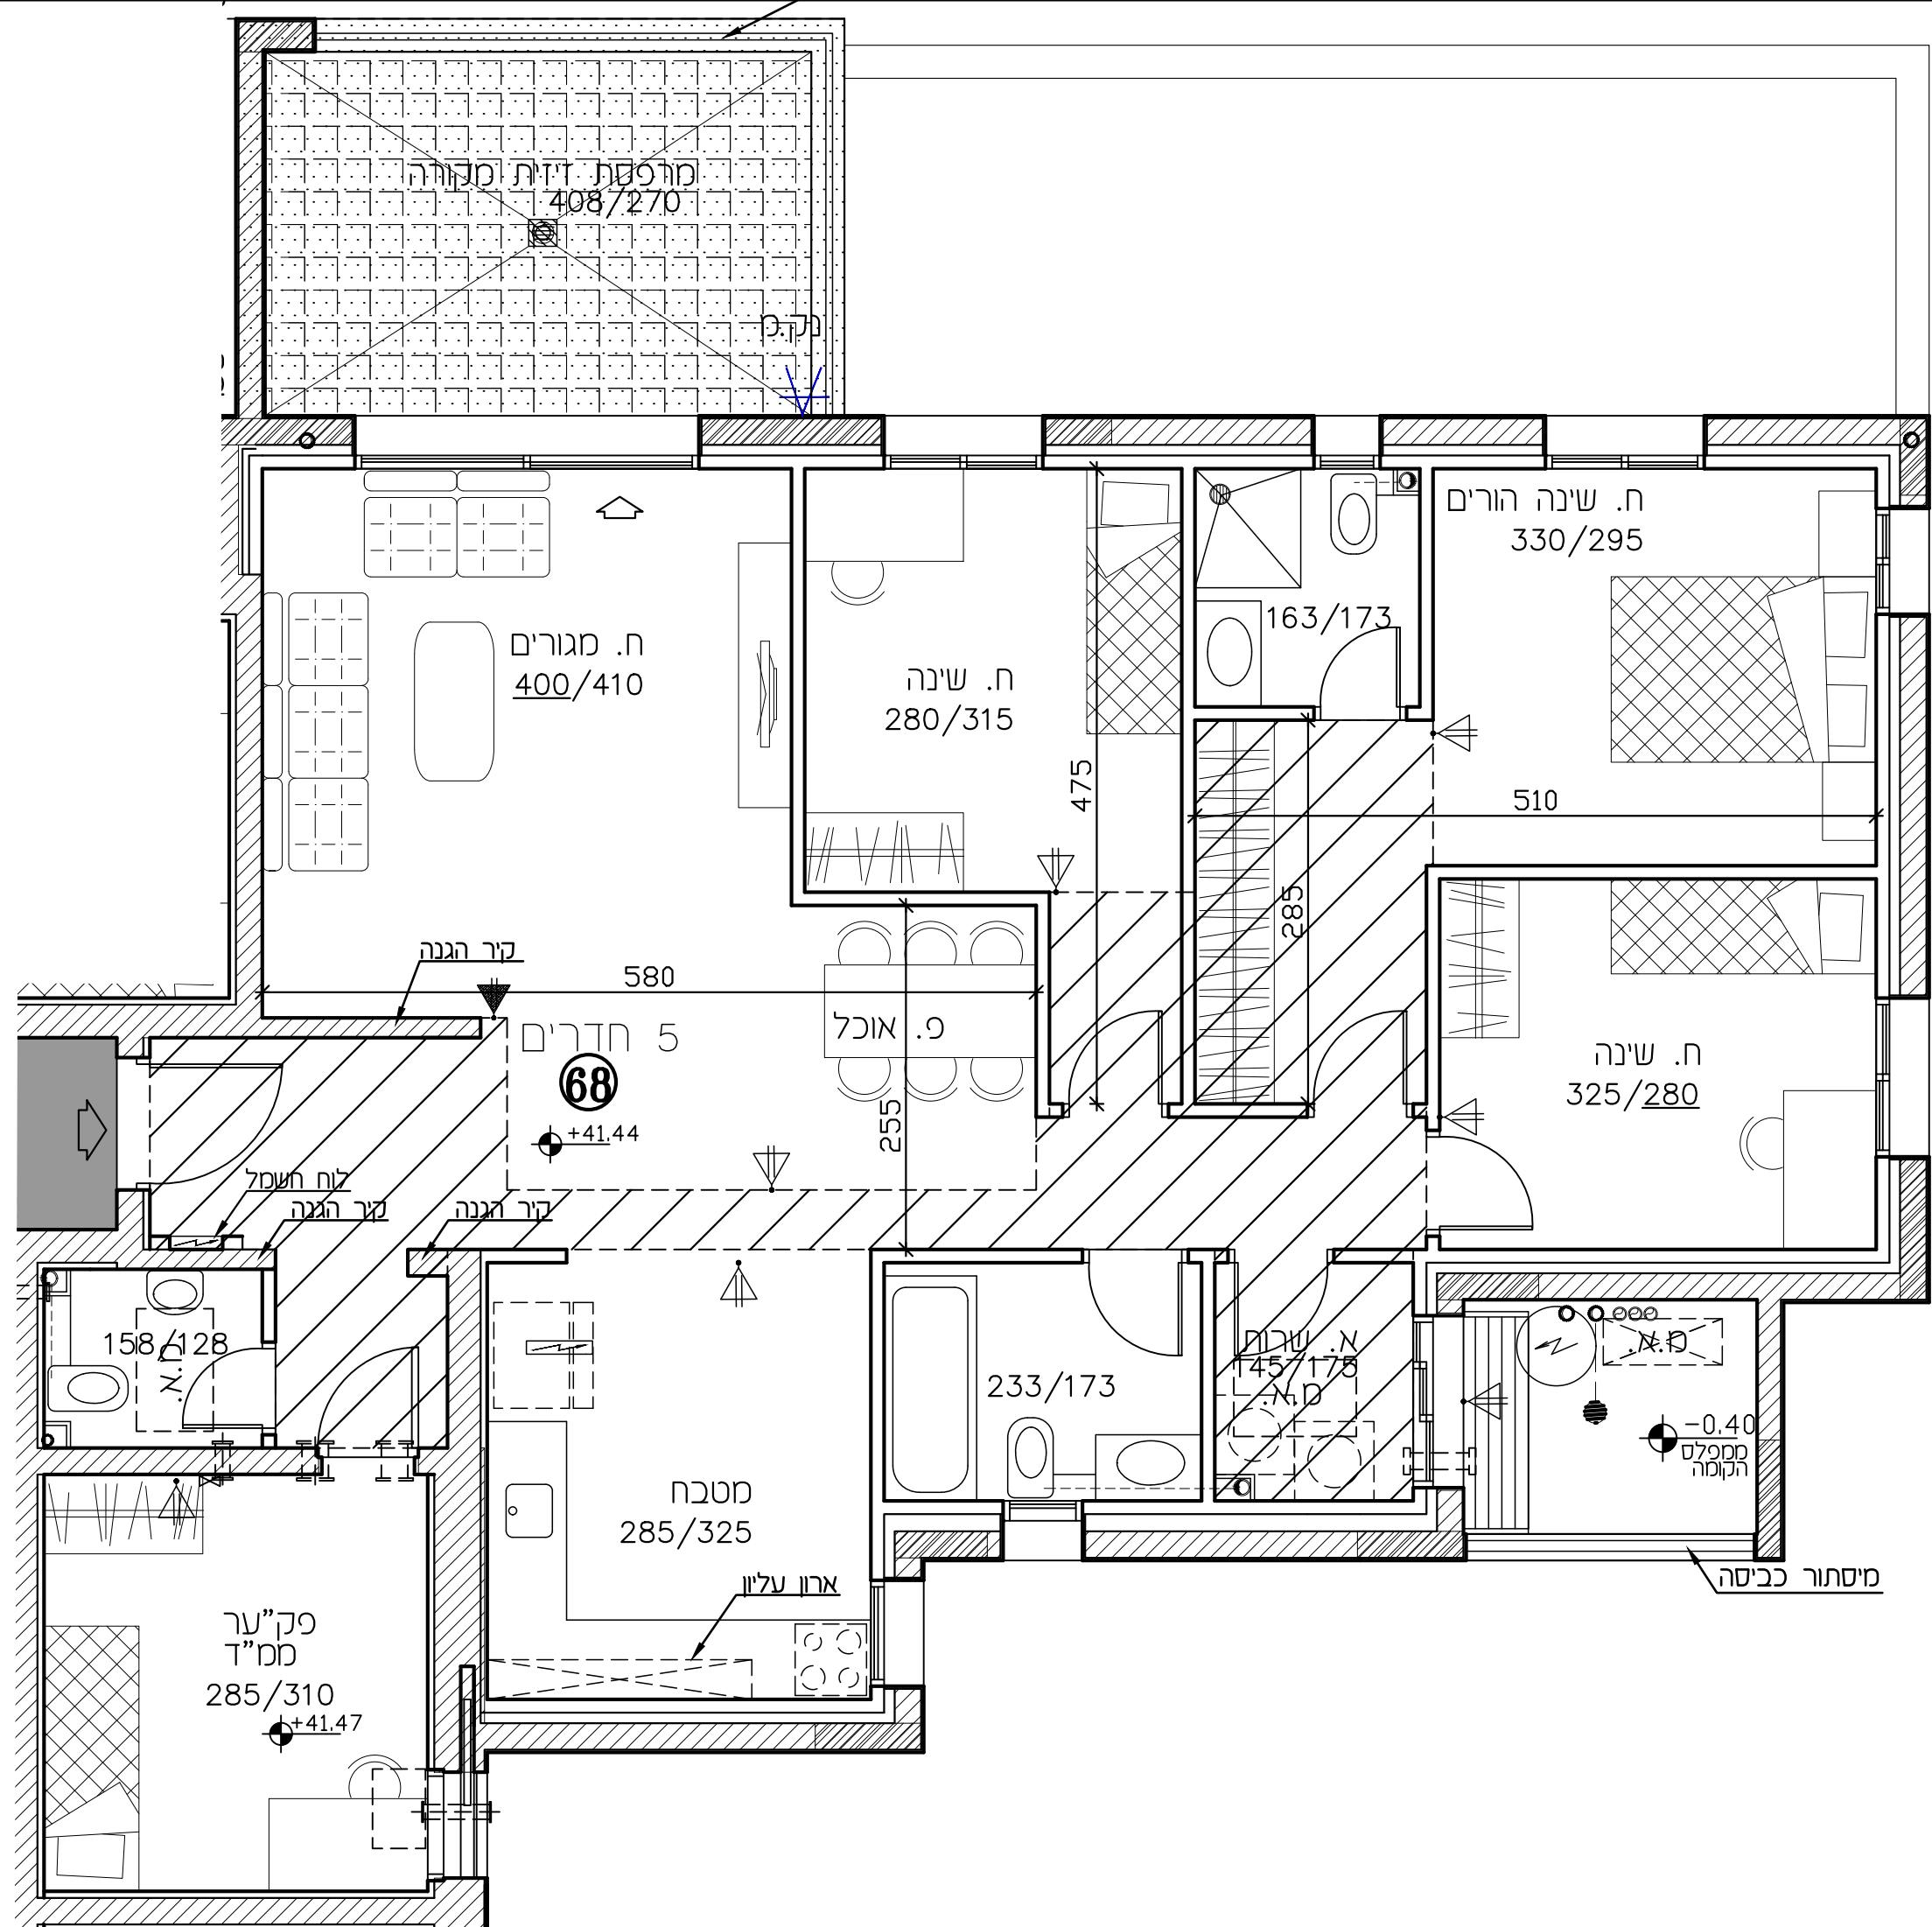 מרפסת זיזית מקורה
408/270
נק.מ
ח. מגורים
400/410
ח. שינה
280/315
475
163/173
ח. שינה הורים
330/295
510
285
קיר הגנה
580
5 חדרים
68
+41.44
פ. אוכל
255
ח. שינה
325/280
לוח חשמל
קיר הגנה
קיר הגנה
158/128
מ.א.
233/173
א. שרות
145/175
מ.א.
מ.א.
-0.40
ממפלס
הקומה
מיסתור כביסה
מטבח
285/325
ארון עליון
פק"ער
ממ"ד
285/310
+41.47